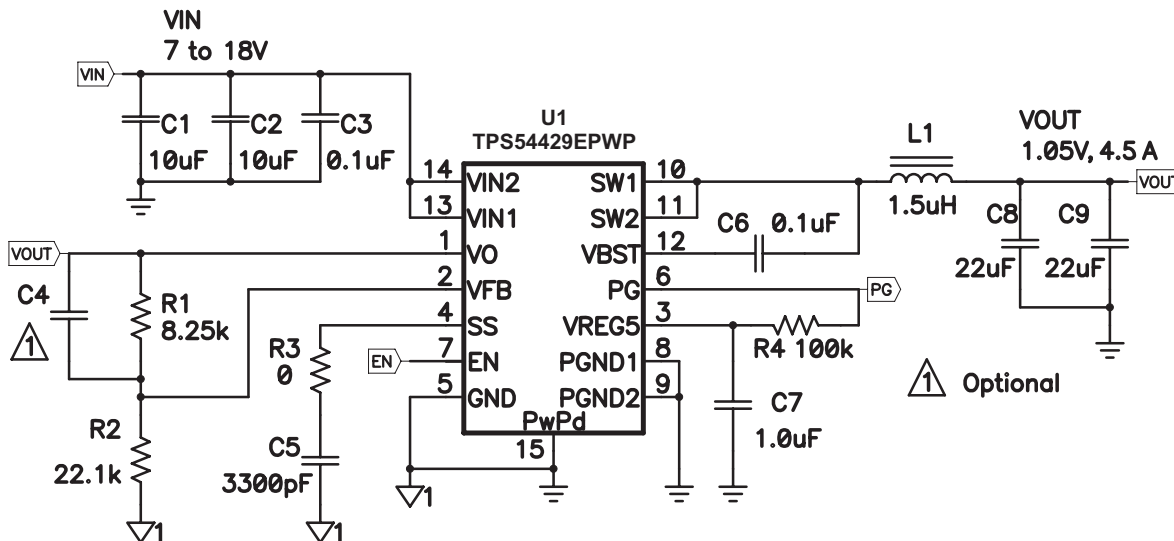 VIN
7 to 18V
VIN
C1
10uF
C2
10uF
C3
0.1uF
U1
TPS54429EPWP
14 VIN2
13 VIN1
1 VO
2 VFB
4 SS
7 EN
5 GND
SW1 10
SW2 11
VBST 12
PG 6
VREG5 3
PGND1 8
PGND2 9
PwPd
15
VOUT
C4
1
R1
8.25k
R2
22.1k
1
R3
0
C5
3300pF
1
EN
1
C6 0.1uF
L1
1.5uH
VOUT
1.05V, 4.5 A
VOUT
C8
22uF
C9
22uF
PG
R4 100k
C7
1.0uF
1 Optional